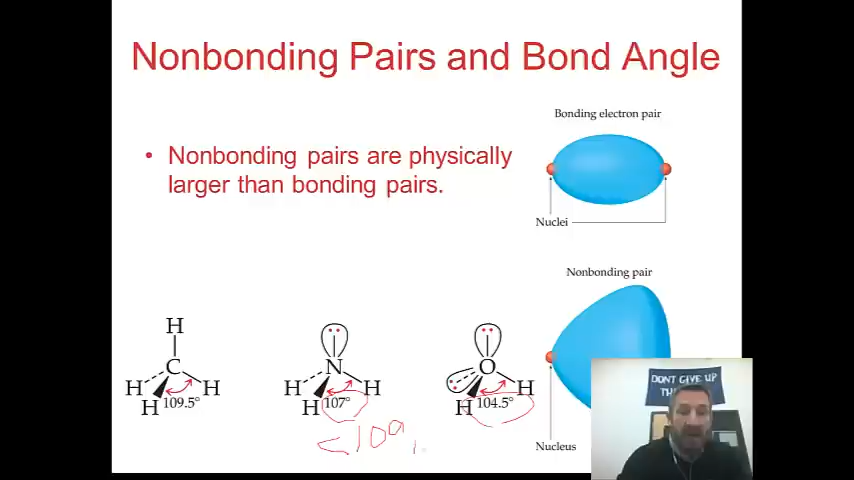 Nonbonding Pairs and Bond Angle
Bonding electron pair
• Nonbonding pairs are physically
larger than bonding pairs.
Nuclei
Nonbonding pair
H
C
H
H
H
109.5°
N
H
H
H
107°
O
H
H
104.5°
<109.
DONT GIVE UP
Nucleus